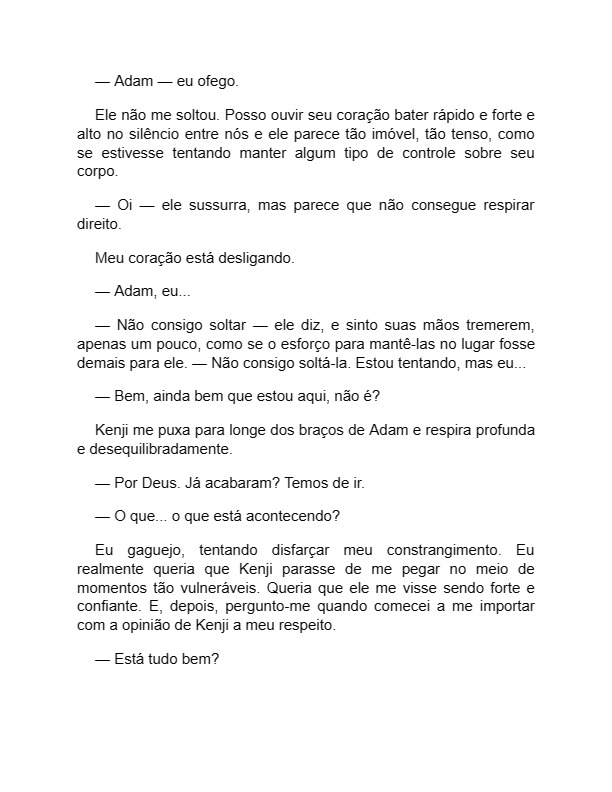 — Adam — eu ofego.
Ele não me soltou. Posso ouvir seu coração bater rápido e forte e
alto no silêncio entre nós e ele parece tão imóvel, tão tenso, como
se estivesse tentando manter algum tipo de controle sobre seu
corpo.
— Oi — ele sussurra, mas parece que não consegue respirar
direito.
Meu coração está desligando.
— Adam, eu...
— Não consigo soltar — ele diz, e sinto suas mãos tremerem,
apenas um pouco, como se o esforço para mantê-las no lugar fosse
demais para ele. — Não consigo soltá-la. Estou tentando, mas eu...
— Bem, ainda bem que estou aqui, não é?
Kenji me puxa para longe dos braços de Adam e respira profunda
e desequilibradamente.
— Por Deus. Já acabaram? Temos de ir.
— O que... o que está acontecendo?
Eu gaguejo, tentando disfarçar meu constrangimento. Eu
realmente queria que Kenji parasse de me pegar no meio de
momentos tão vulneráveis. Queria que ele me visse sendo forte e
confiante. E, depois, pergunto-me quando comecei a me importar
com a opinião de Kenji a meu respeito.
— Está tudo bem?